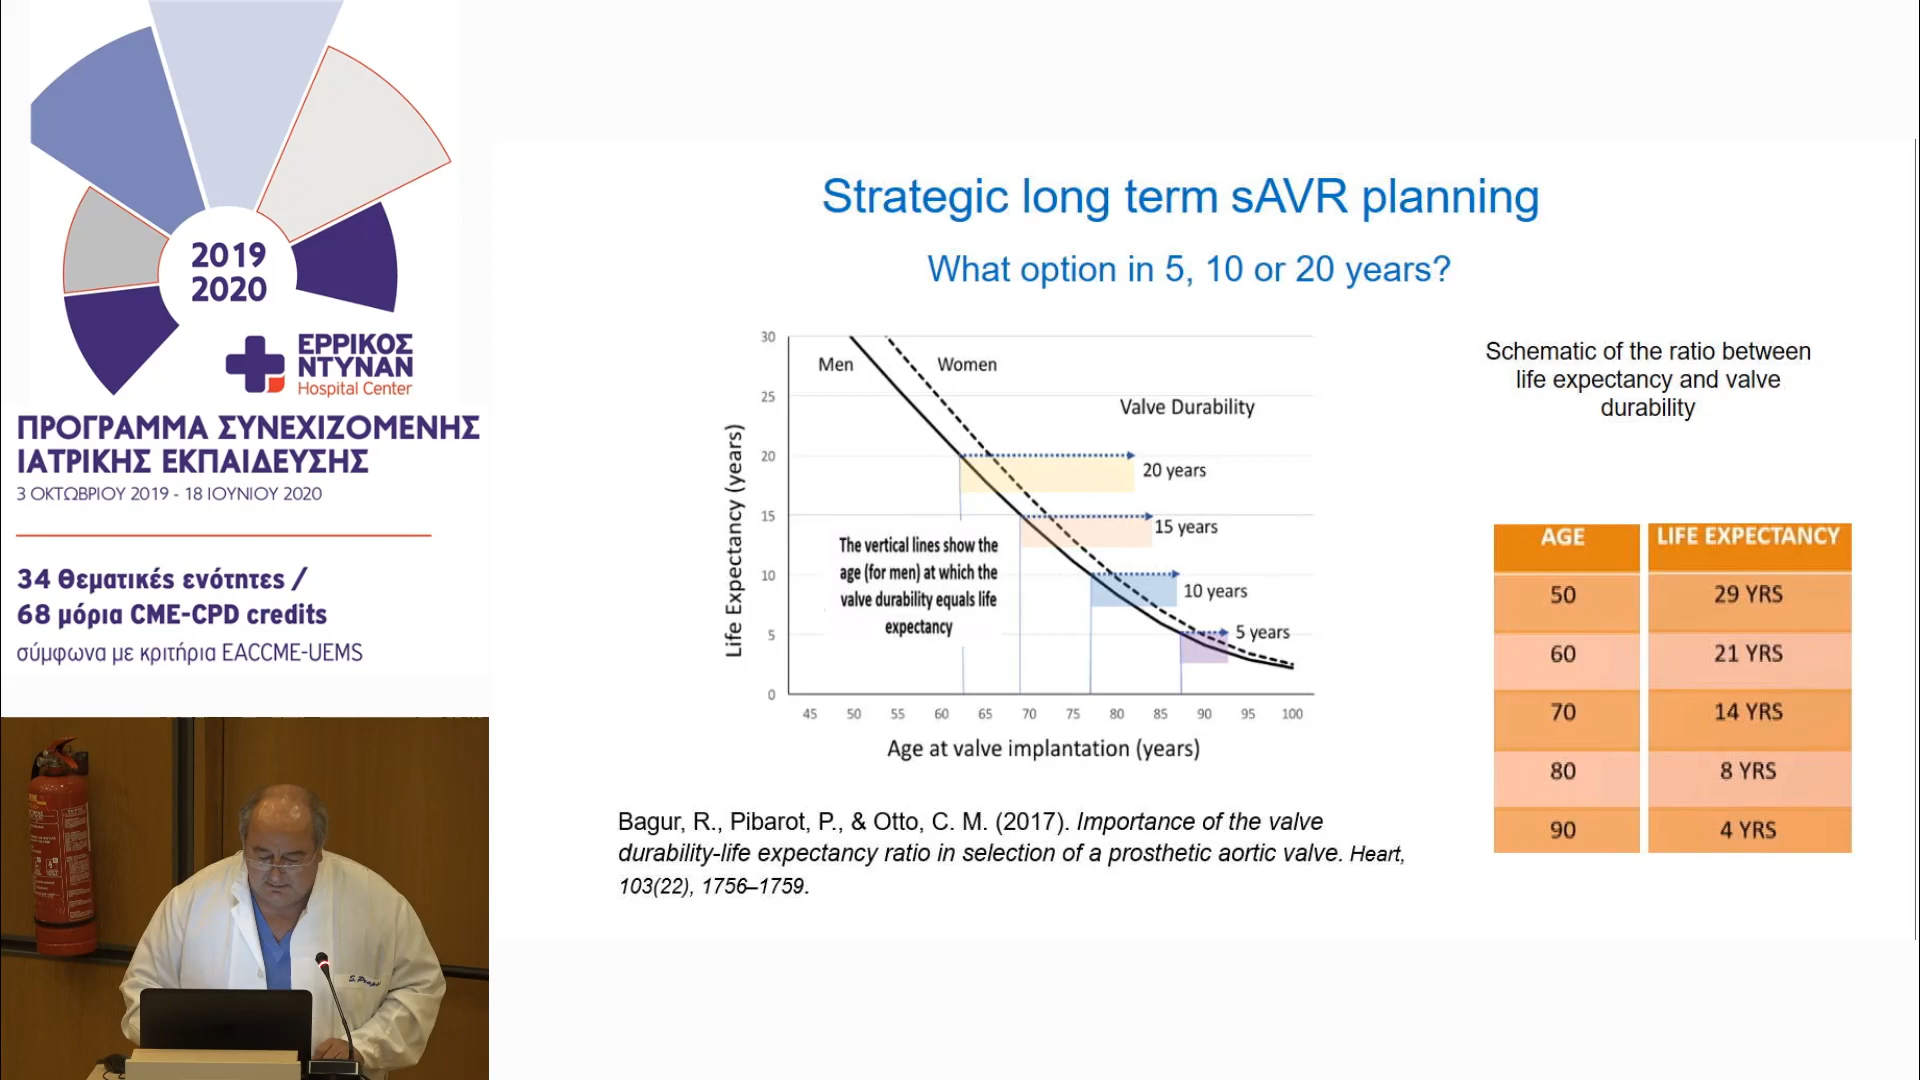 2019
2020
ΕΡΡΙΚΟΣ
ΝΤΥΝΑΝ
Hospital Center
ΠΡΟΓΡΑΜΜΑ ΣΥΝΕΧΙΖΟΜΕΝΗΣ
ΙΑΤΡΙΚΗΣ ΕΚΠΑΙΔΕΥΣΗΣ
3 ΟΚΤΩΒΡΙΟΥ 2019 - 18 ΙΟΥΝΙΟΥ 2020
34 θεματικές ενότητες /
68 μόρια CME-CPD credits
σύμφωνα με κριτήρια EACCME-UEMS
Strategic long term sAVR planning
What option in 5, 10 or 20 years?
Life Expectancy (years)
30
25
20
15
10
5
0
Men
Women
Valve Durability
20 years
15 years
10 years
5 years
The vertical lines show the
age (for men) at which the
valve durability equals life
expectancy
45 50 55 60 65 70 75 80 85 90 95 100
Age at valve implantation (years)
Bagur, R., Pibarot, P., & Otto, C. M. (2017). Importance of the valve
durability-life expectancy ratio in selection of a prosthetic aortic valve. Heart,
103(22), 1756–1759.
Schematic of the ratio between
life expectancy and valve
durability
AGE LIFE EXPECTANCY
50 29 YRS
60 21 YRS
70 14 YRS
80 8 YRS
90 4 YRS